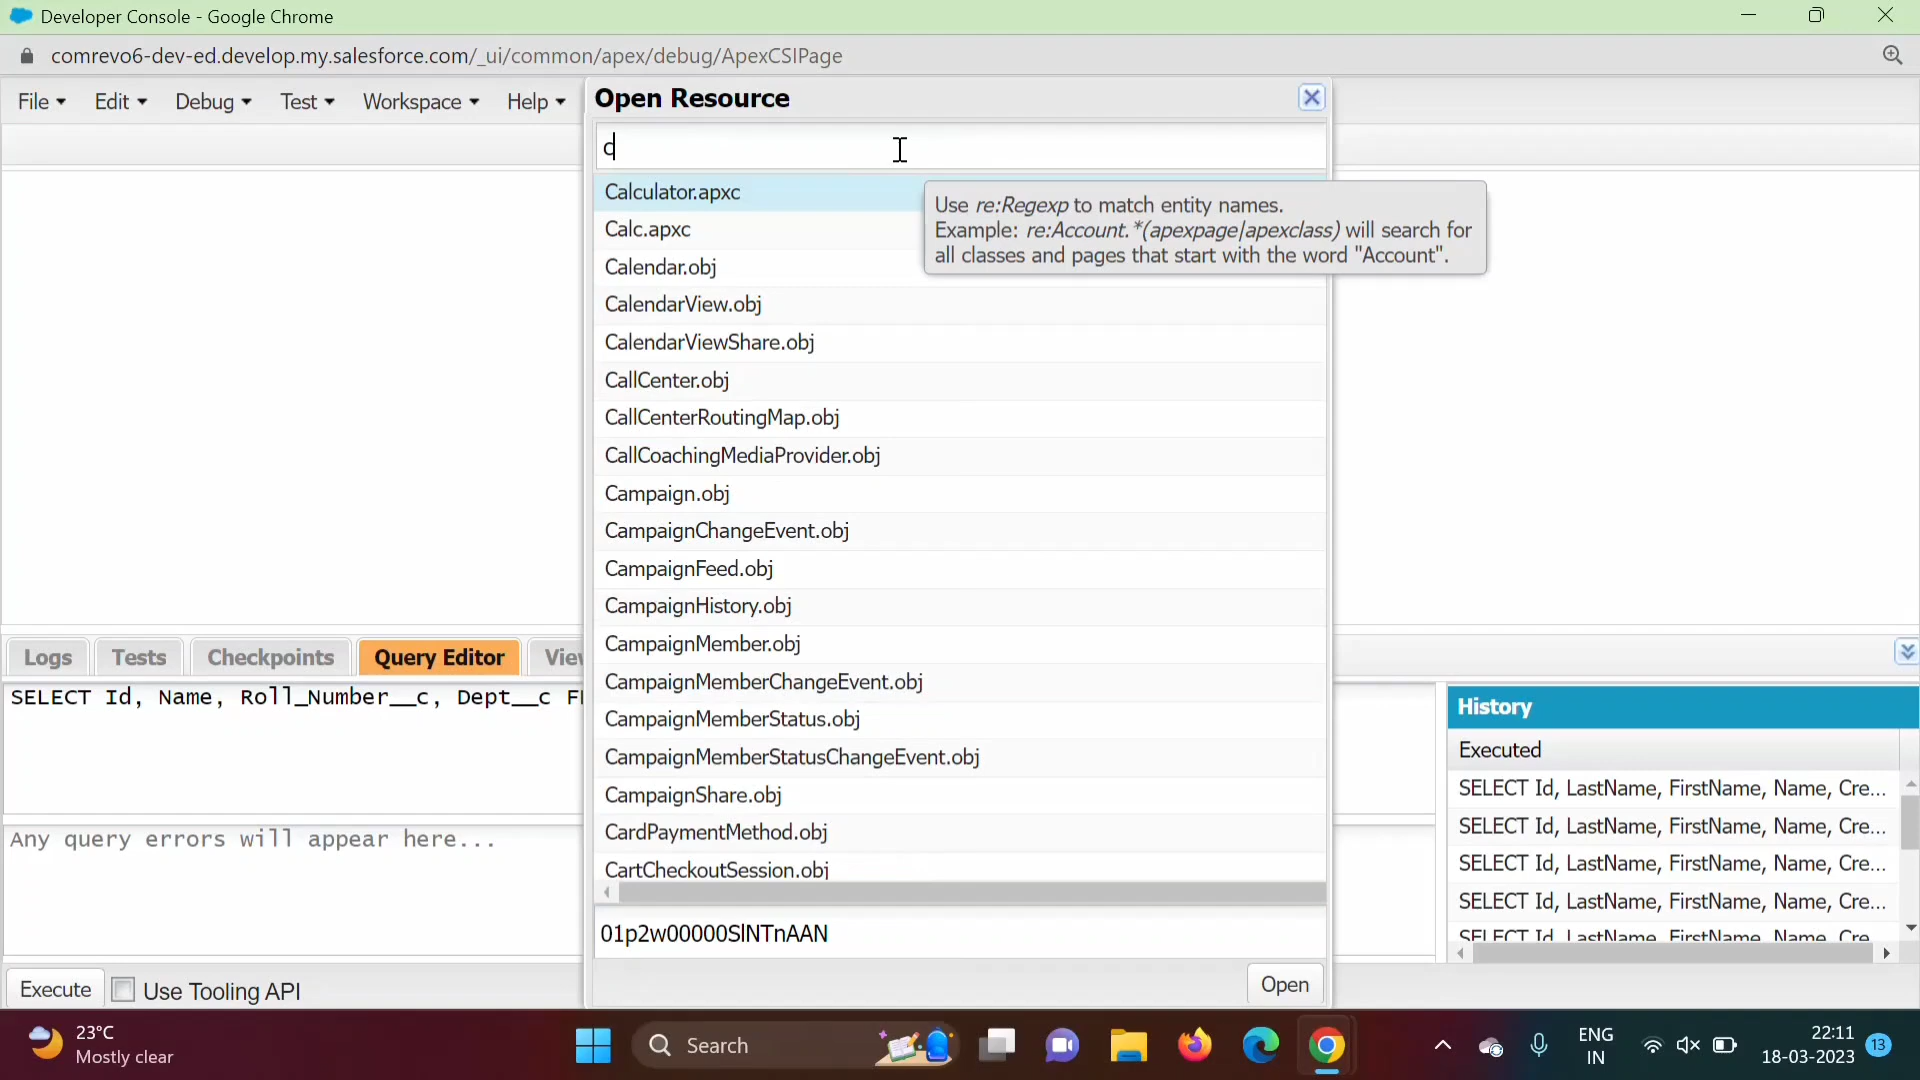 Developer Console - Google Chrome
comrevo6-dev-ed.develop.my.salesforce.com/_ui/common/apex/debug/ApexCSIPage
File Edit Debug Test Workspace Help
Open Resource
c
Calculator.apxc
Calc.apxc
Calendar.obj
CalendarView.obj
CalendarViewShare.obj
CallCenter.obj
CallCenterRoutingMap.obj
CallCoachingMediaProvider.obj
Campaign.obj
CampaignChangeEvent.obj
CampaignFeed.obj
CampaignHistory.obj
CampaignMember.obj
CampaignMemberChangeEvent.obj
CampaignMemberStatus.obj
CampaignMemberStatusChangeEvent.obj
CampaignShare.obj
CardPaymentMethod.obj
CartCheckoutSession.obj
Use re:Regexp to match entity names.
Example: re:Account.*(apexpage|apexclass) will search for
all classes and pages that start with the word "Account".
01p2w00000SlNTnAAN
Open
Logs Tests Checkpoints Query Editor
SELECT Id, Name, Roll_Number__c, Dept__c
Any query errors will appear here...
Execute Use Tooling API
History
Executed
SELECT Id, LastName, FirstName, Name, Cre...
SELECT Id, LastName, FirstName, Name, Cre...
SELECT Id, LastName, FirstName, Name, Cre...
SELECT Id, LastName, FirstName, Name, Cre...
SELECT Id, LastName, FirstName, Name, Cre
23°C
Mostly clear
Search
ENG
IN
22:11
18-03-2023
13